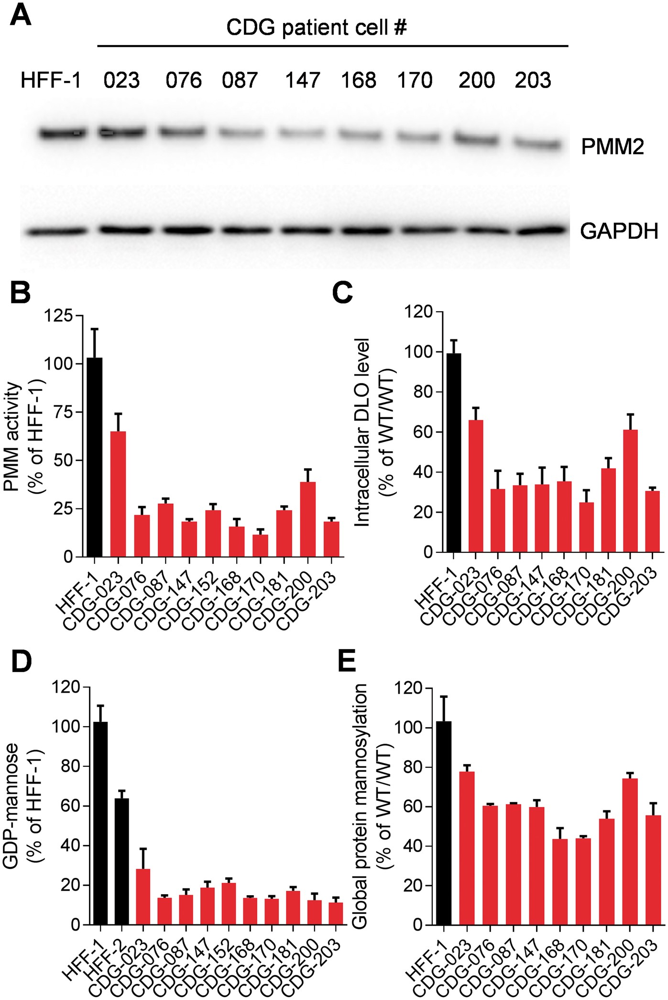 A
CDG patient cell #
HFF-1 023 076 087 147 168 170 200 203
PMM2
GAPDH
B
PMM activity
(% of HFF-1)
125
100
75
50
25
0
HFF-1
CDG-023
CDG-076
CDG-087
CDG-147
CDG-152
CDG-168
CDG-170
CDG-181
CDG-200
CDG-203
C
Intracellular DLO level
(% of WT/WT)
120
100
80
60
40
20
0
HFF-1
CDG-023
CDG-076
CDG-087
CDG-147
CDG-168
CDG-170
CDG-181
CDG-200
CDG-203
D
GDP-mannose
(% of HFF-1)
120
100
80
60
40
20
0
HFF-1
HFF-2
CDG-023
CDG-076
CDG-087
CDG-147
CDG-152
CDG-168
CDG-170
CDG-181
CDG-200
CDG-203
E
Global protein mannosylation
(% of WT/WT)
120
100
80
60
40
20
0
HFF-1
CDG-023
CDG-076
CDG-087
CDG-147
CDG-168
CDG-170
CDG-181
CDG-200
CDG-203